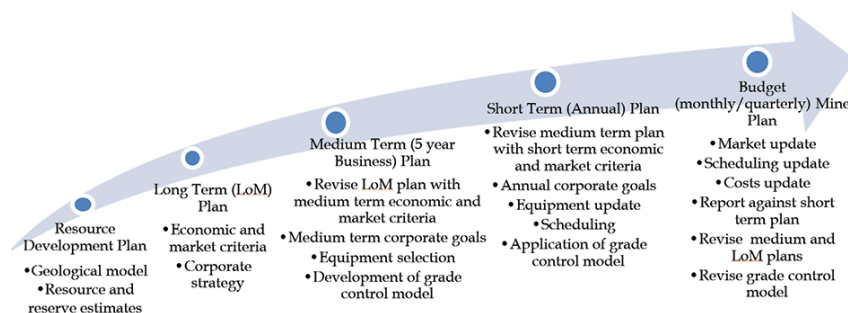 Resource
Development Plan
•Geological model
•Resource and
reserve estimates
Long Term (LoM)
Plan
•Economic and
market criteria
•Corporate
strategy
Medium Term (5 year
Business) Plan
•Revise LoM plan with
medium term economic and
market criteria
•Medium term corporate goals
•Equipment selection
•Development of grade
control model
Short Term (Annual) Plan
•Revise medium term plan
with short term economic
and market criteria
•Annual corporate goals
•Equipment update
•Scheduling
•Application of grade
control model
Budget
(monthly/quarterly) Mine
Plan
•Market update
•Scheduling update
•Costs update
•Report against short
term plan
•Revise medium and
LoM plans
•Revise grade control
model